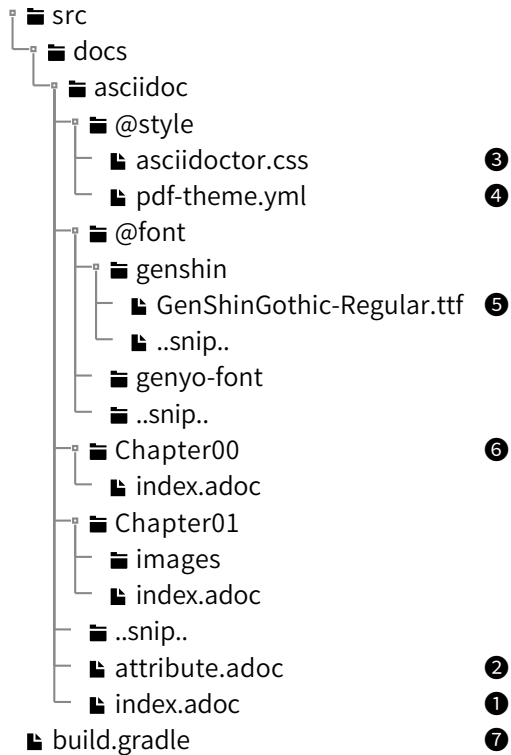 src
docs
asciidoc
@style
asciidoctor.css ❸
pdf-theme.yml ❹
@font
genshin
GenShinGothic-Regular.ttf ❺
..snip..
genyo-font
..snip..
Chapter00 ❻
index.adoc
Chapter01
images
index.adoc
..snip..
attribute.adoc ❷
index.adoc ❶
build.gradle ❼